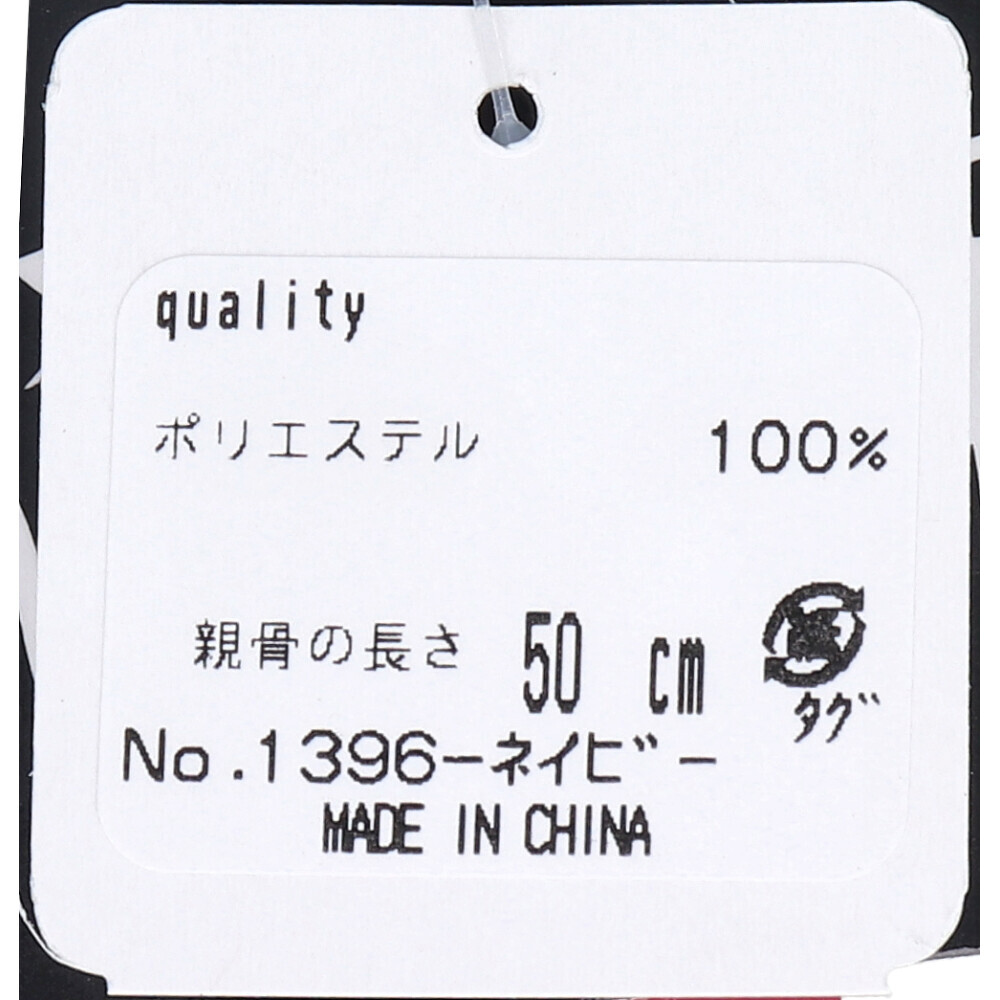 quality
ポリエステル 100%
親骨の長さ 50 cm
紙
タグ
No.1396-ネイビー
MADE IN CHINA